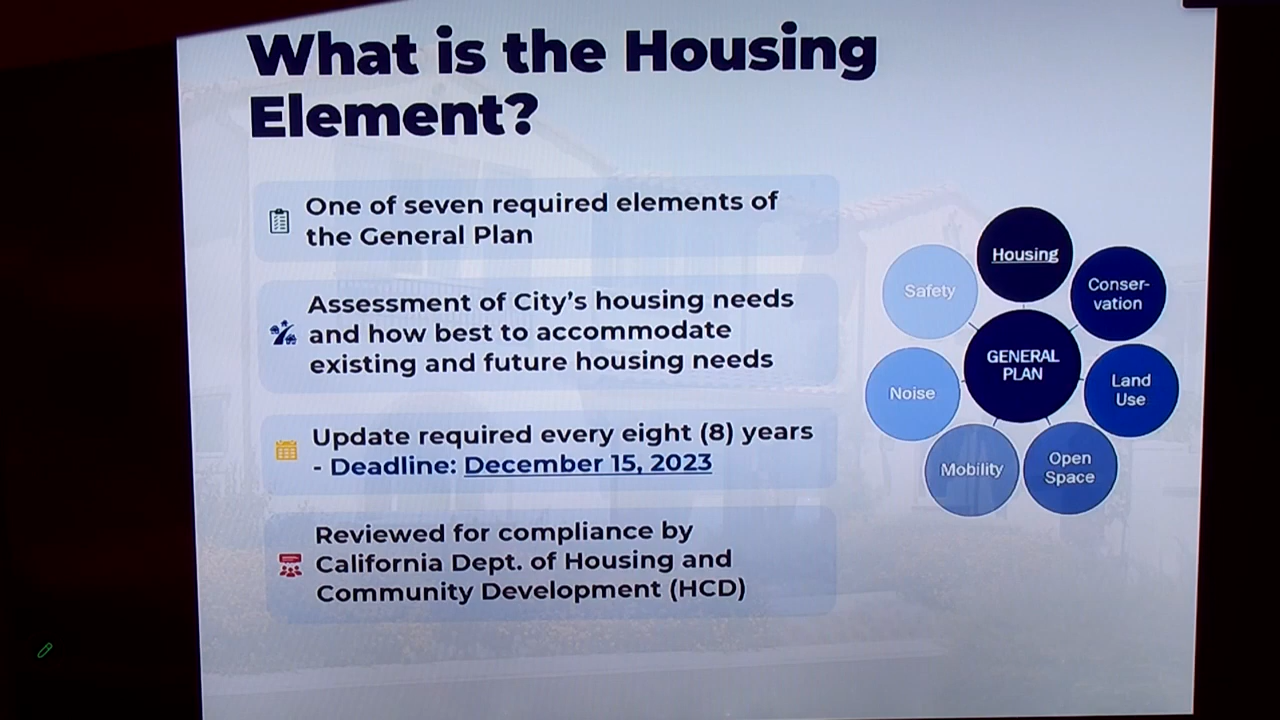 What is the Housing
Element?
One of seven required elements of
the General Plan
Assessment of City's housing needs
and how best to accommodate
existing and future housing needs
Update required every eight (8) years
- Deadline: December 15, 2023
Reviewed for compliance by
California Dept. of Housing and
Community Development (HCD)
Housing
Conser-
vation
Land
Use
Open
Space
Mobility
Noise
Safety
GENERAL
PLAN